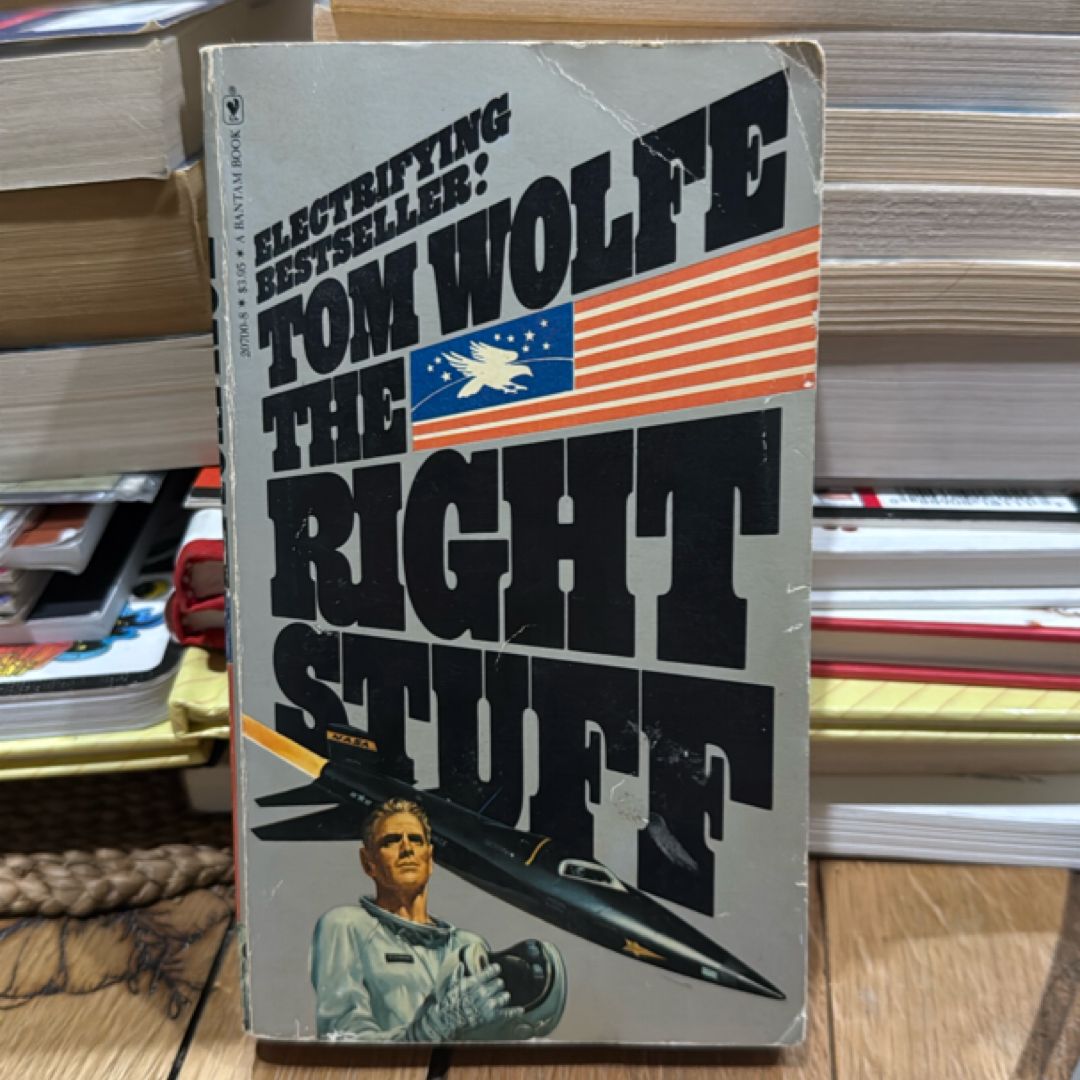 20700-8 ★ $3.95 ★ A BANTAM BOOK
ELECTRIFYING
BESTSELLER!
TOM WOLFE
THE
RIGHT
STUFF
NASA